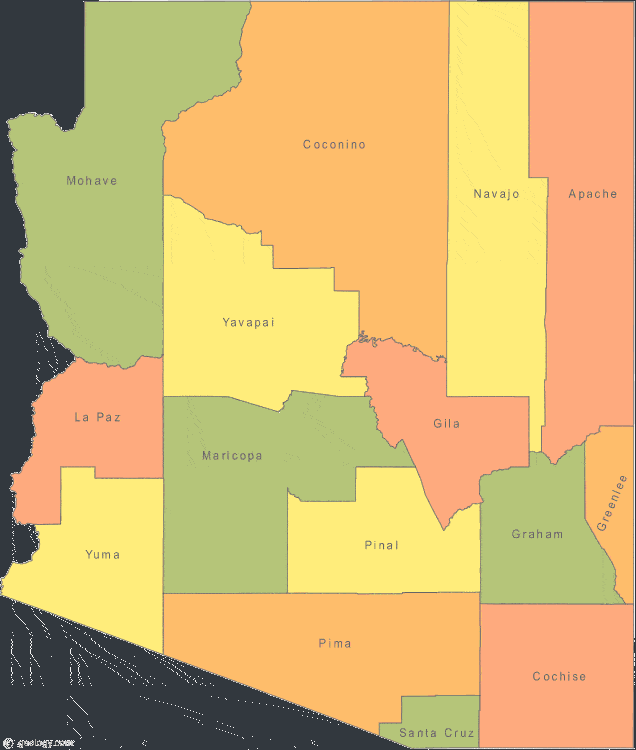 Coconino
Mohave
Navajo
Apache
Yavapai
La Paz
Gila
Maricopa
Greenlee
Graham
Pinal
Yuma
Pima
Cochise
Santa Cruz
© geology.com